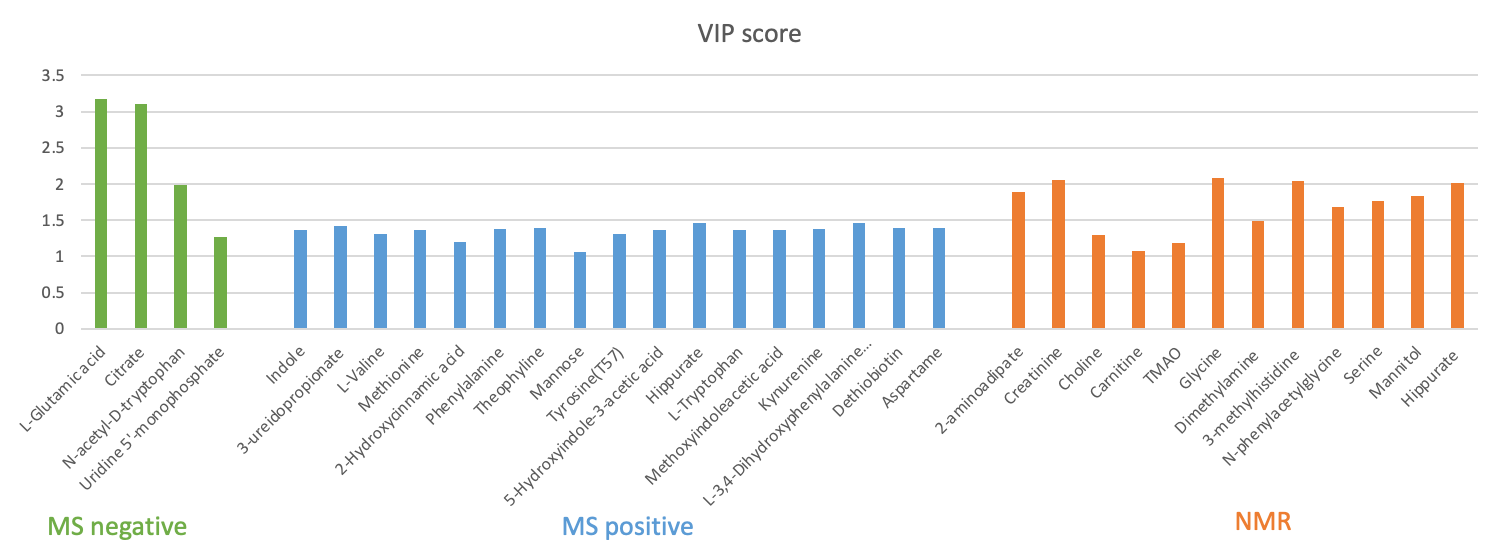 VIP score
3.5
3
2.5
2
1.5
1
0.5
0
L-Glutamic acid
Citrate
N-acetyl-D-tryptophan
Uridine 5'-monophosphate
Indole
3-ureidopropionate
L-Valine
Methionine
2-Hydroxycinnamic acid
Phenylalanine
Theophyline
Mannose
Tyrosine(T57)
5-Hydroxyindole-3-acetic acid
Hippurate
L-Tryptophan
Methoxyindoleacetic acid
Kynurenine
L-3,4-Dihydroxyphenylalanine...
Dethiobotin
Aspartame
2-aminoadipate
Creatinine
Choline
Carnitine
TMAO
Glycine
Dimethylamine
3-methylhistidine
N-phenylacetylglycine
Serine
Mannitol
Hippurate
MS negative
MS positive
NMR